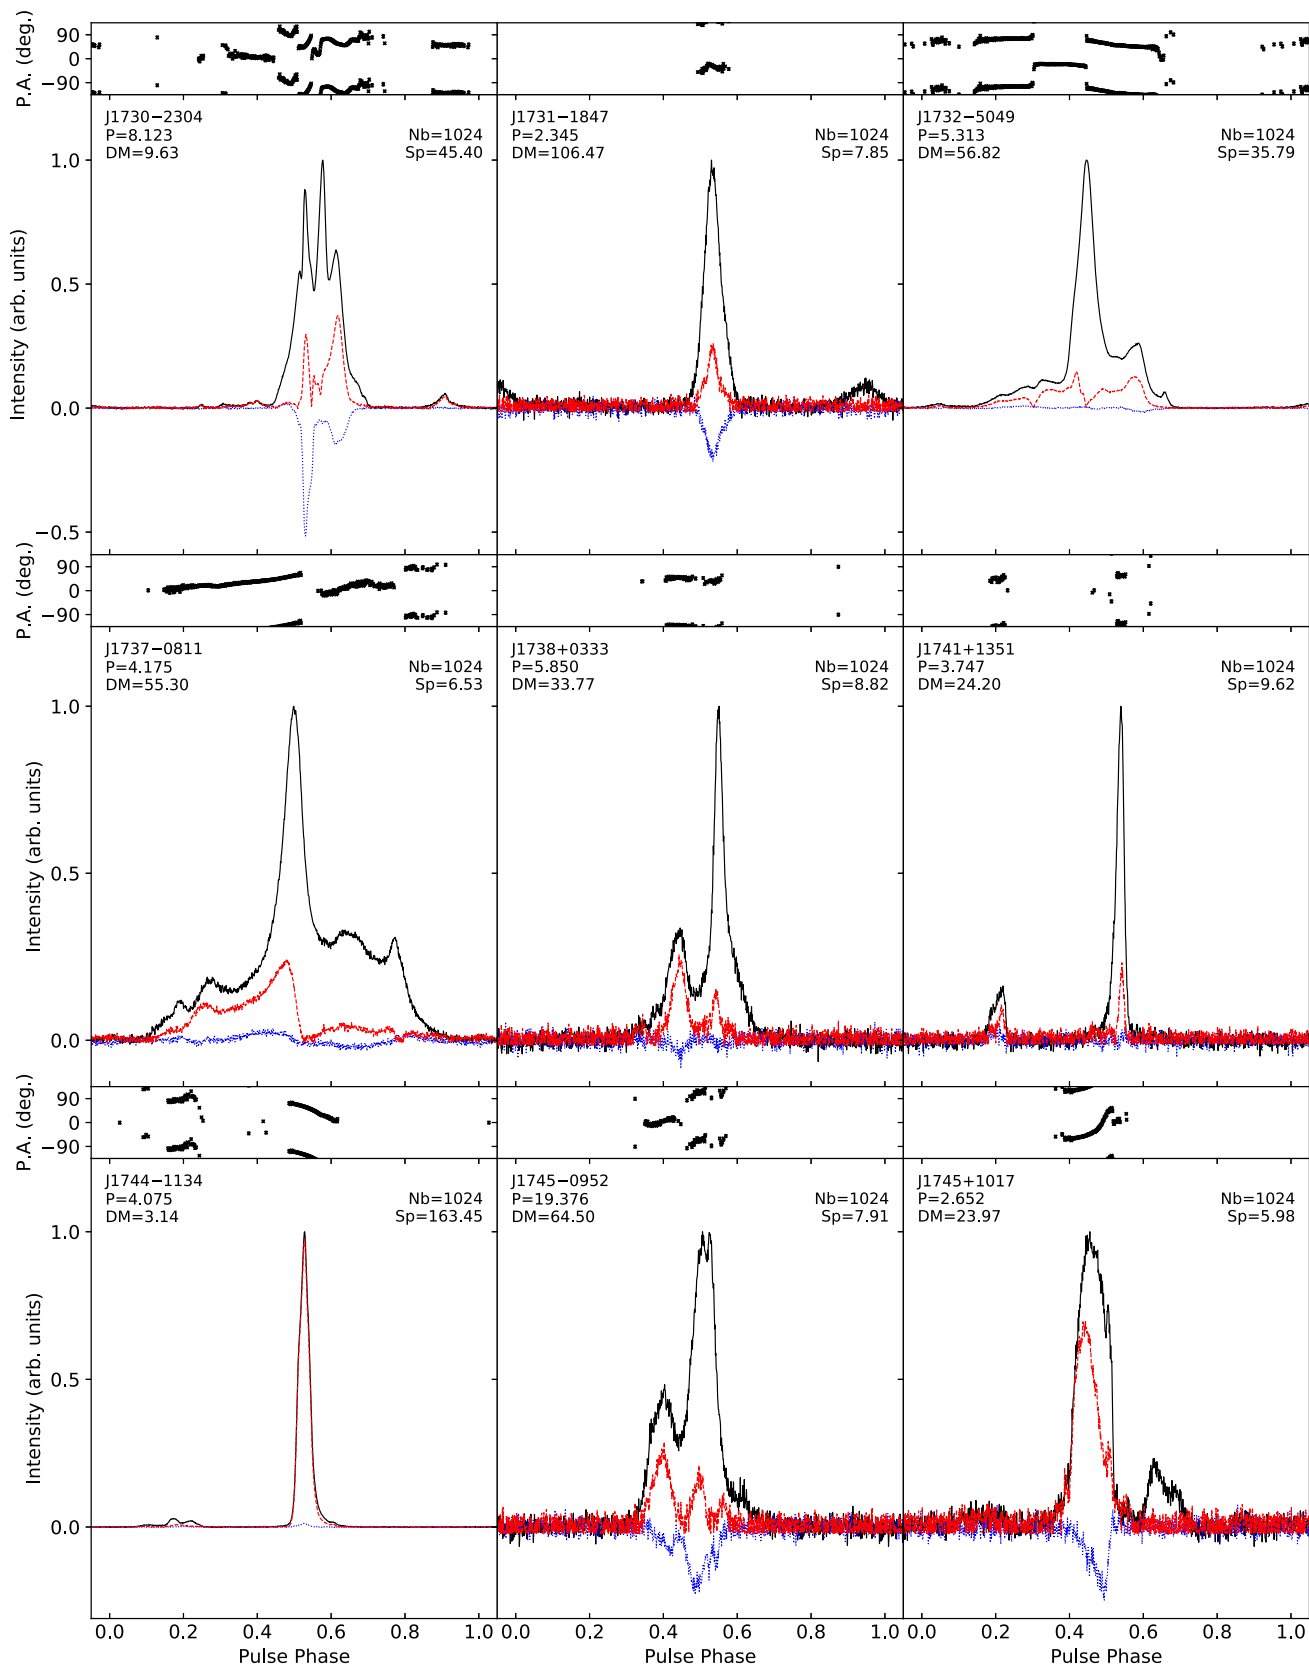 P.A. (deg.)
90
0
−90
J1730−2304
P=8.123
DM=9.63
Nb=1024
Sp=45.40
J1731−1847
P=2.345
DM=106.47
Nb=1024
Sp=7.85
J1732−5049
P=5.313
DM=56.82
Nb=1024
Sp=35.79
Intensity (arb. units)
1.0
0.5
0.0
−0.5
P.A. (deg.)
90
0
−90
J1737−0811
P=4.175
DM=55.30
Nb=1024
Sp=6.53
J1738+0333
P=5.850
DM=33.77
Nb=1024
Sp=8.82
J1741+1351
P=3.747
DM=24.20
Nb=1024
Sp=9.62
Intensity (arb. units)
1.0
0.5
0.0
P.A. (deg.)
90
0
−90
J1744−1134
P=4.075
DM=3.14
Nb=1024
Sp=163.45
J1745−0952
P=19.376
DM=64.50
Nb=1024
Sp=7.91
J1745+1017
P=2.652
DM=23.97
Nb=1024
Sp=5.98
Intensity (arb. units)
1.0
0.5
0.0
0.0 0.2 0.4 0.6 0.8 1.0 0.0 0.2 0.4 0.6 0.8 1.0 0.0 0.2 0.4 0.6 0.8 1.0
Pulse Phase Pulse Phase Pulse Phase